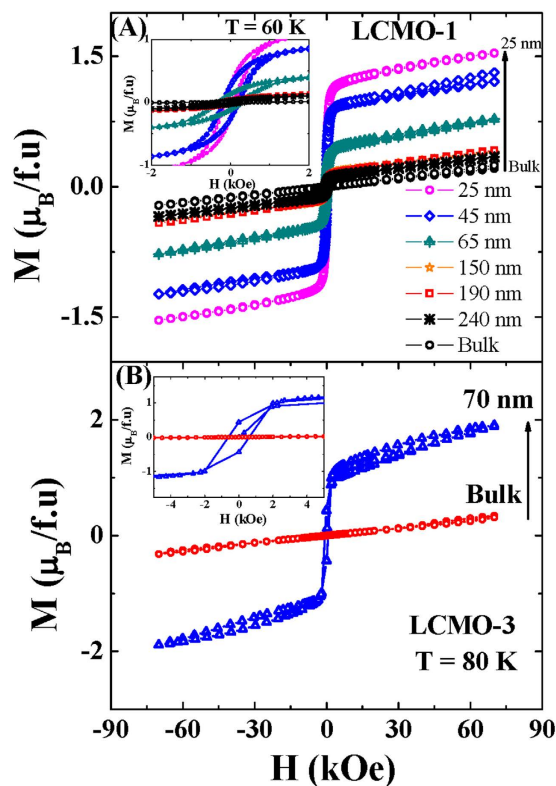 (A)
T = 60 K
LCMO-1
M (μB/f.u)
1
0
-1
-2
0
2
H (kOe)
25 nm
Bulk
M (μB/f.u)
1.5
0.0
-1.5
25 nm
45 nm
65 nm
150 nm
190 nm
240 nm
Bulk
(B)
M (μB/f.u)
1
0
-1
-4
-2
0
2
4
H (kOe)
70 nm
Bulk
M (μB/f.u)
2
0
-2
LCMO-3
T = 80 K
-90
-60
-30
0
30
60
90
H (kOe)